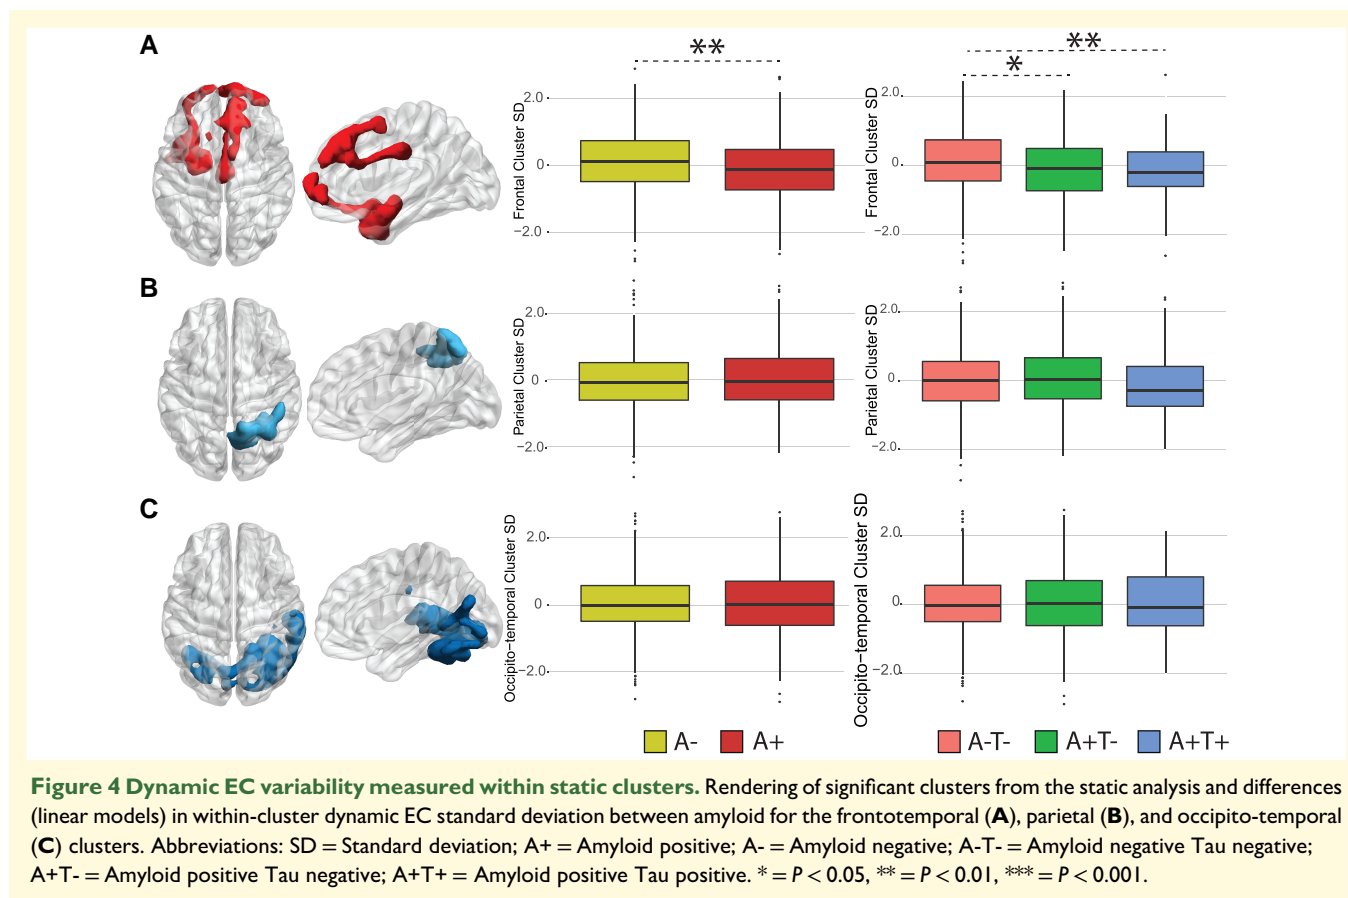 A
**
**
*
Frontal Cluster SD
2.0
0
−2.0
Frontal Cluster SD
2.0
0
−2.0
B
Parietal Cluster SD
2.0
0
−2.0
Parietal Cluster SD
2.0
0
−2.0
C
Occipito−temporal Cluster SD
2.0
0
−2.0
Occipito−temporal Cluster SD
2.0
0
−2.0
A- A+
A-T- A+T- A+T+
Figure 4 Dynamic EC variability measured within static clusters. Rendering of significant clusters from the static analysis and differences
(linear models) in within-cluster dynamic EC standard deviation between amyloid for the frontotemporal (A), parietal (B), and occipito-temporal
(C) clusters. Abbreviations: SD = Standard deviation; A+ = Amyloid positive; A- = Amyloid negative; A-T- = Amyloid negative Tau negative;
A+T- = Amyloid positive Tau negative; A+T+ = Amyloid positive Tau positive. * = P < 0.05, ** = P < 0.01, *** = P < 0.001.